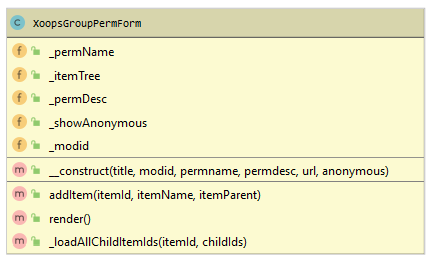 C XoopsGroupPermForm
f _permName
f _itemTree
f _permDesc
f _showAnonymous
f _modid
m __construct(title, modid, permname, permdesc, url, anonymous)
m addItem(itemId, itemName, itemParent)
m render()
m _loadAllChildItemIds(itemId, childIds)